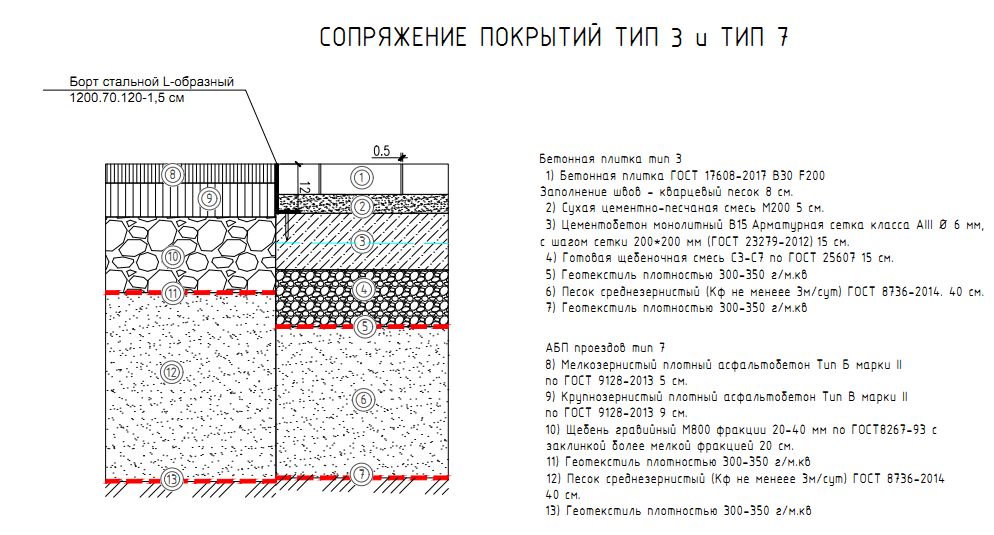 СОПРЯЖЕНИЕ ПОКРЫТИЙ ТИП 3 и ТИП 7
Борт стальной L-образный
1200.70.120-1,5 см
0.5
12
8
9
10
11
12
13
1
2
3
4
5
6
7
Бетонная плитка тип 3
1) Бетонная плитка ГОСТ 17608-2017 В30 F200
Заполнение швов - кварцевый песок 8 см.
2) Сухая цементно-песчаная смесь М200 5 см.
3) Цементобетон монолитный В15 Арматурная сетка класса АIII Ø 6 мм,
с шагом сетки 200*200 мм (ГОСТ 23279-2012) 15 см.
4) Готовая щебеночная смесь С3-С7 по ГОСТ 25607 15 см.
5) Геотекстиль плотностью 300-350 г/м.кв
6) Песок среднезернистый (Кф не менеее 3м/сут) ГОСТ 8736-2014. 40 см.
7) Геотекстиль плотностью 300-350 г/м.кв
АБП проездов тип 7
8) Мелкозернистый плотный асфальтобетон Тип Б марки II
по ГОСТ 9128-2013 5 см.
9) Крупнозернистый плотный асфальтобетон Тип В марки II
по ГОСТ 9128-2013 9 см.
10) Щебень гравийный М800 фракции 20-40 мм по ГОСТ8267-93 с
заклинкой более мелкой фракцией 20 см.
11) Геотекстиль плотностью 300-350 г/м.кв
12) Песок среднезернистый (Кф не менеее 3м/сут) ГОСТ 8736-2014
40 см.
13) Геотекстиль плотностью 300-350 г/м.кв